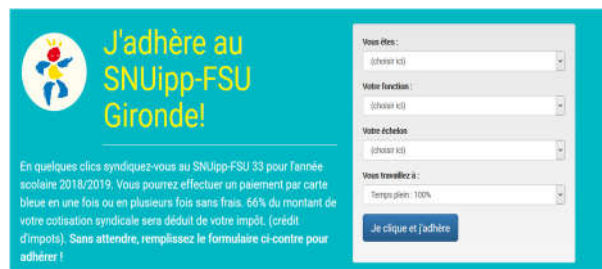 J'adhère au
SNUipp-FSU
Gironde!
En quelques clics syndiquez-vous au SNUipp-FSU 33 pour l'année
scolaire 2018/2019. Vous pourrez effectuer un paiement par carte
bleue en une fois ou en plusieurs fois sans frais. 66% du montant de
votre cotisation syndicale sera déduit de votre impôt. (crédit
d'impots). Sans attendre, remplissez le formulaire ci-contre pour
adhérer !
Vous êtes :
(choisir ici)
Votre fonction :
(choisir ici)
Votre échelon
(choisir ici)
Vous travaillez à :
Temps plein : 100%
Je clique et j'adhère